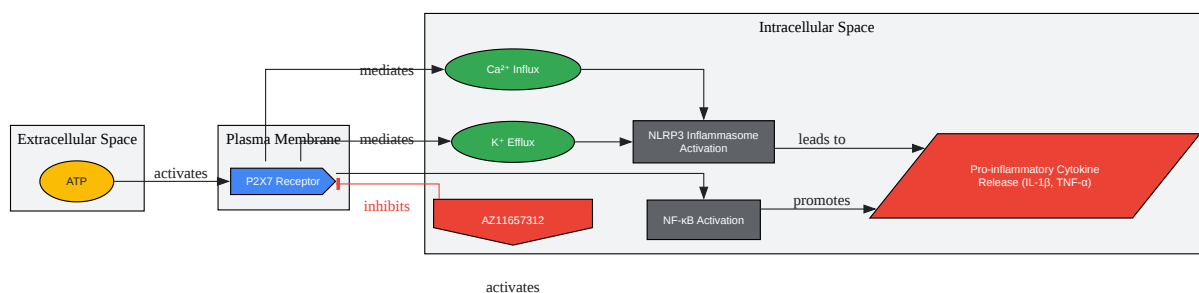 Intracellular Space
Ca²⁺ Influx
mediates
Extracellular Space
Plasma Membrane
mediates
K⁺ Efflux
NLRP3 Inflammasome
Activation
leads to
Pro-inflammatory Cytokine
Release (IL-1β, TNF-α)
ATP
activates
P2X7 Receptor
inhibits
AZ11657312
NF-κB Activation
promotes
activates